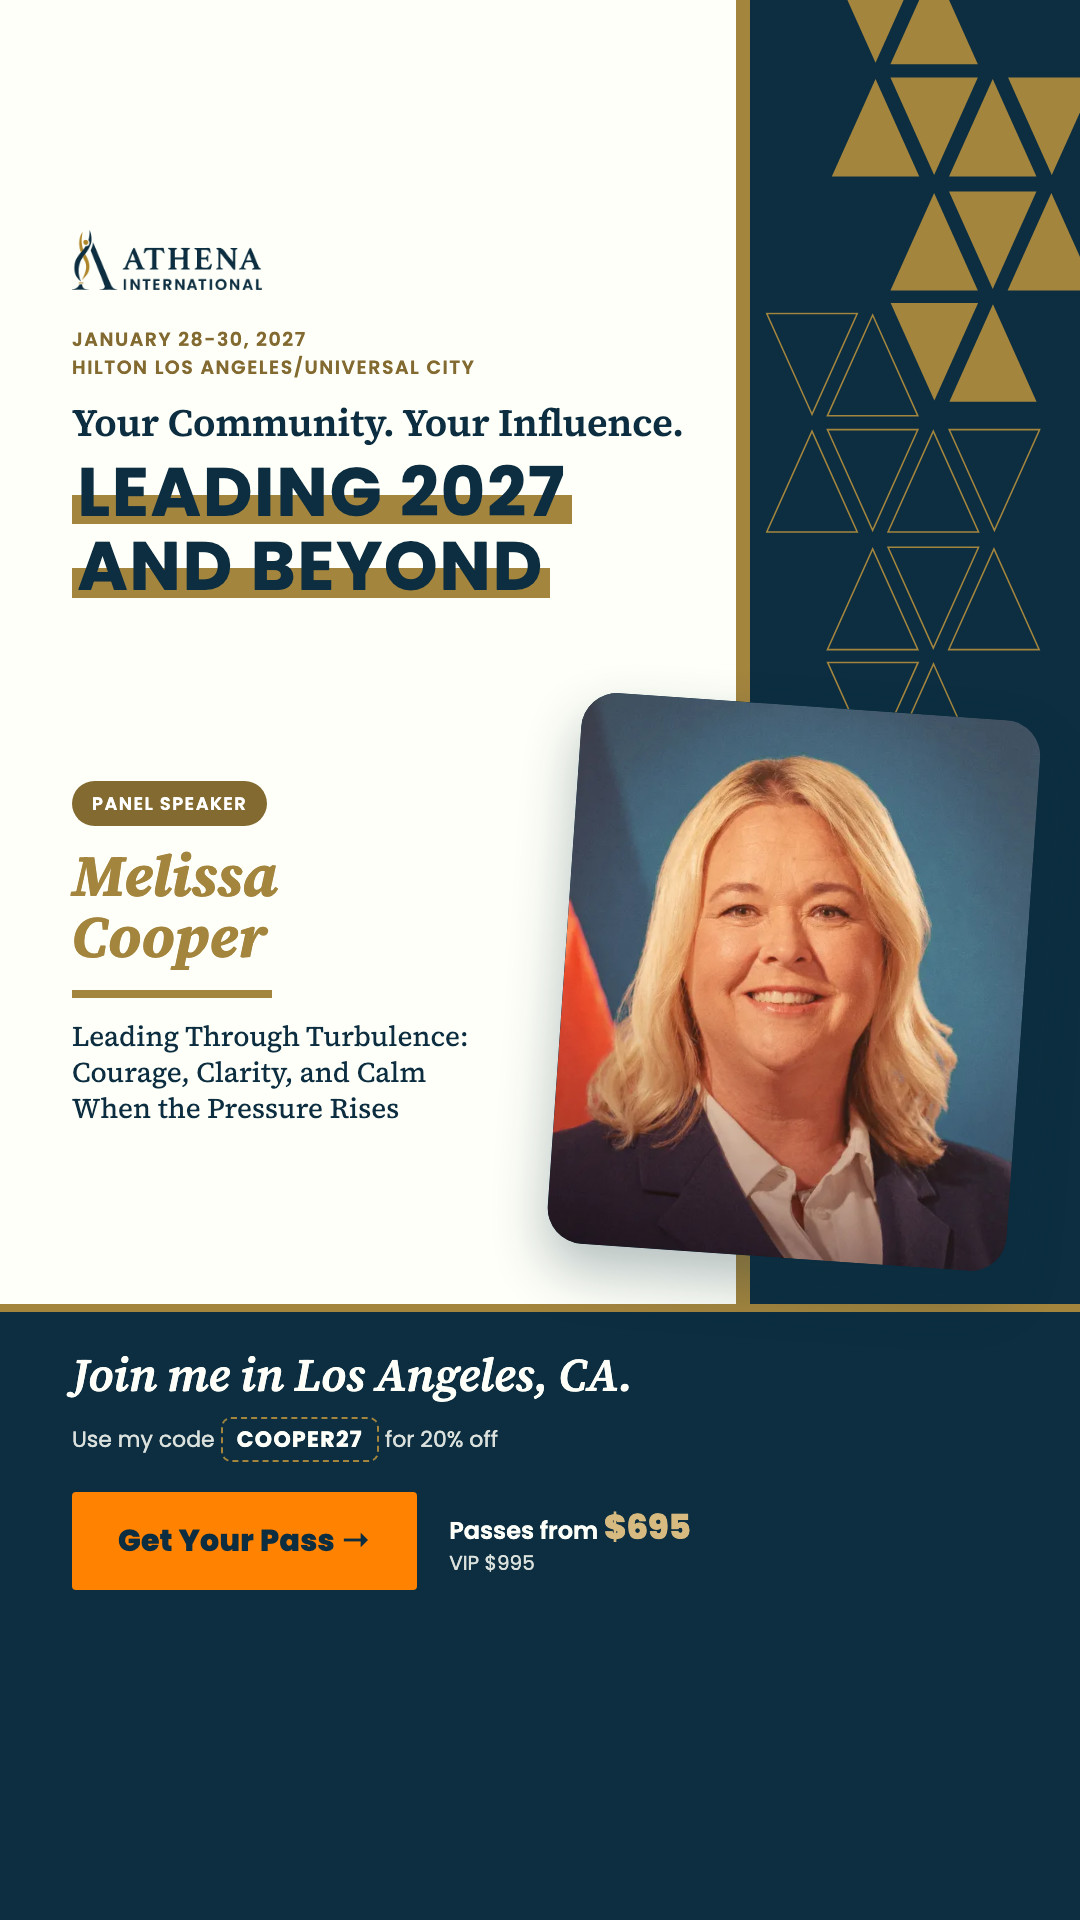 ATHENA
INTERNATIONAL
JANUARY 28-30, 2027
HILTON LOS ANGELES/UNIVERSAL CITY
Your Community. Your Influence.
LEADING 2027
AND BEYOND
PANEL SPEAKER
Melissa
Cooper
Leading Through Turbulence:
Courage, Clarity, and Calm
When the Pressure Rises
Join me in Los Angeles, CA.
Use my code COOPER27 for 20% off
Get Your Pass →
Passes from $695
VIP $995